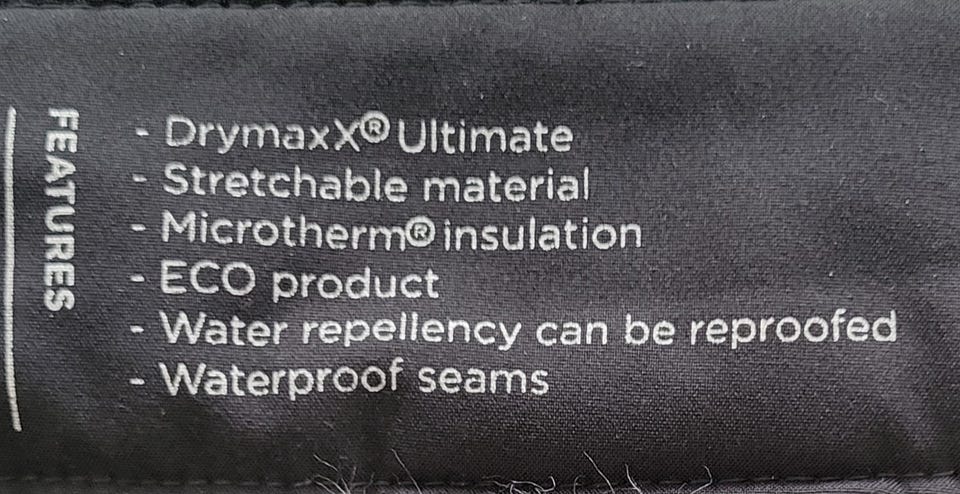 FEATURES
- DrymaxX® Ultimate
- Stretchable material
- Microtherm® insulation
- ECO product
- Water repellency can be reproofed
- Waterproof seams